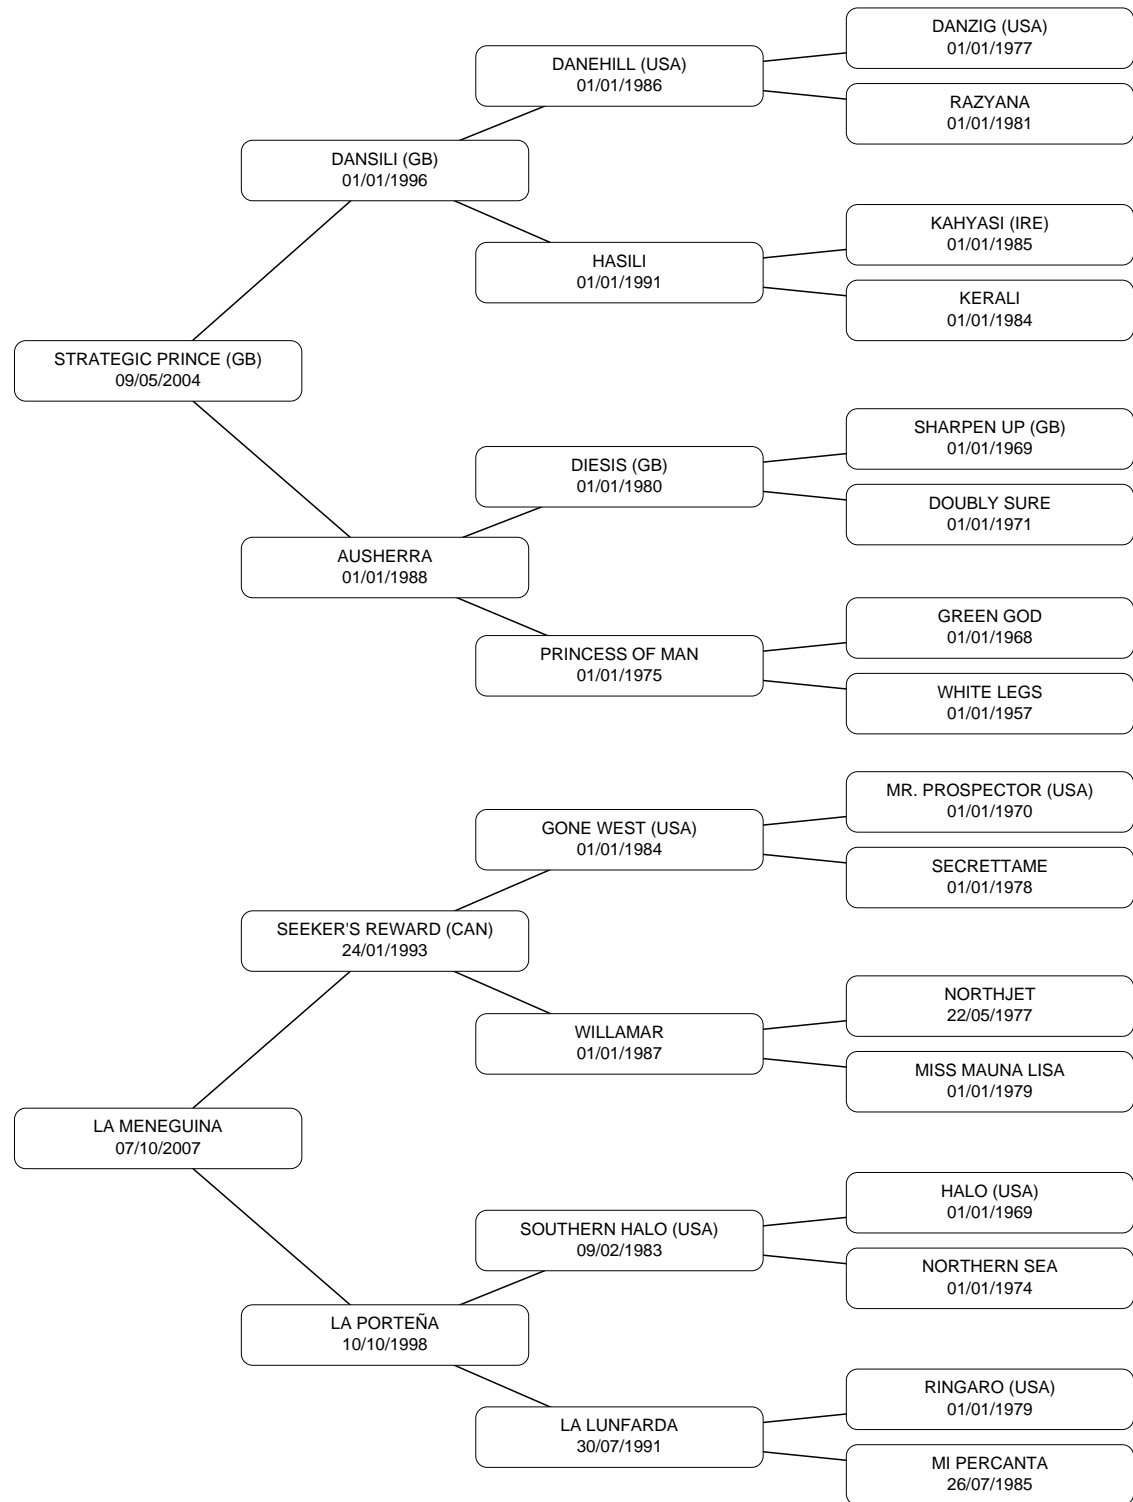 DANZIG (USA)
01/01/1977
DANEHILL (USA)
01/01/1986
RAZYANA
01/01/1981
DANSILI (GB)
01/01/1996
KAHYASI (IRE)
01/01/1985
HASILI
01/01/1991
KERALI
01/01/1984
STRATEGIC PRINCE (GB)
09/05/2004
SHARPEN UP (GB)
01/01/1969
DIESIS (GB)
01/01/1980
DOUBLY SURE
01/01/1971
AUSHERRA
01/01/1988
GREEN GOD
01/01/1968
PRINCESS OF MAN
01/01/1975
WHITE LEGS
01/01/1957
MR. PROSPECTOR (USA)
01/01/1970
GONE WEST (USA)
01/01/1984
SECRETTAME
01/01/1978
SEEKER'S REWARD (CAN)
24/01/1993
NORTHJET
22/05/1977
WILLAMAR
01/01/1987
MISS MAUNA LISA
01/01/1979
LA MENEGUINA
07/10/2007
HALO (USA)
01/01/1969
SOUTHERN HALO (USA)
09/02/1983
NORTHERN SEA
01/01/1974
LA PORTEÑA
10/10/1998
RINGARO (USA)
01/01/1979
LA LUNFARDA
30/07/1991
MI PERCANTA
26/07/1985